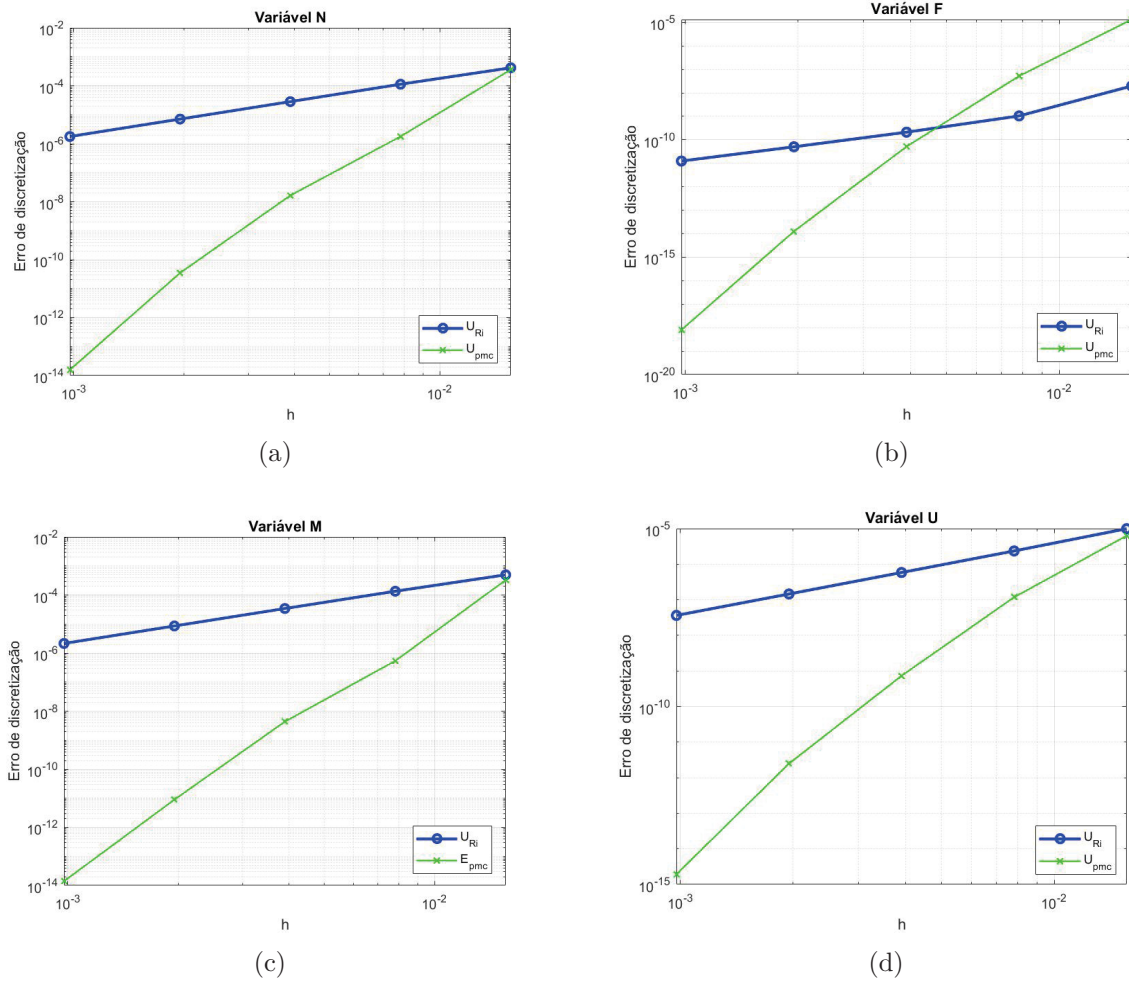 Variável N
10^-2
10^-4
10^-6
10^-8
10^-10
10^-12
10^-14
Erro de discretização
U_Ri
U_pmc
10^-3
10^-2
h
(a)
Variável F
10^-5
10^-10
10^-15
10^-20
Erro de discretização
U_Ri
U_pmc
10^-3
10^-2
h
(b)
Variável M
10^-2
10^-4
10^-6
10^-8
10^-10
10^-12
10^-14
Erro de discretização
U_Ri
E_pmc
10^-3
10^-2
h
(c)
Variável U
10^-5
10^-10
10^-15
Erro de discretização
U_Ri
U_pmc
10^-3
10^-2
h
(d)